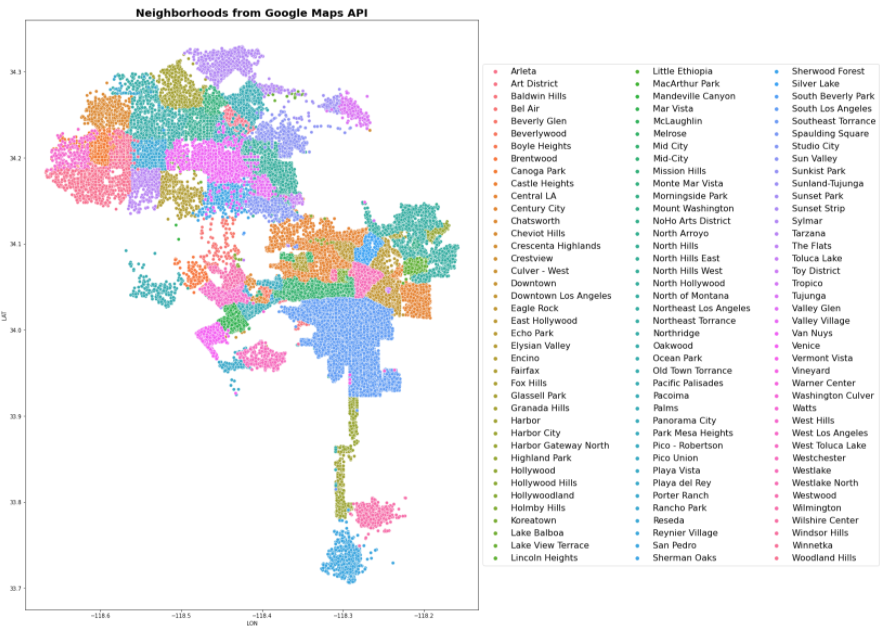 Neighborhoods from Google Maps API
34.3
34.2
34.1
34.0
33.9
33.8
33.7
LAT
−118.6
−118.5
−118.4
−118.3
−118.2
LON
Arleta
Art District
Baldwin Hills
Bel Air
Beverly Glen
Beverlywood
Boyle Heights
Brentwood
Canoga Park
Castle Heights
Central LA
Century City
Chatsworth
Cheviot Hills
Crescenta Highlands
Crestview
Culver - West
Downtown
Downtown Los Angeles
Eagle Rock
East Hollywood
Echo Park
Elysian Valley
Encino
Fairfax
Fox Hills
Glassell Park
Granada Hills
Harbor
Harbor City
Harbor Gateway North
Highland Park
Hollywood
Hollywood Hills
Hollywoodland
Holmby Hills
Koreatown
Lake Balboa
Lake View Terrace
Lincoln Heights
Little Ethiopia
MacArthur Park
Mandeville Canyon
Mar Vista
McLaughlin
Melrose
Mid City
Mid-City
Mission Hills
Monte Mar Vista
Morningside Park
Mount Washington
NoHo Arts District
North Arroyo
North Hills
North Hills East
North Hills West
North Hollywood
North of Montana
Northeast Los Angeles
Northeast Torrance
Northridge
Oakwood
Ocean Park
Old Town Torrance
Pacific Palisades
Pacoima
Palms
Panorama City
Park Mesa Heights
Pico - Robertson
Pico Union
Playa Vista
Playa del Rey
Porter Ranch
Rancho Park
Reseda
Reynier Village
San Pedro
Sherman Oaks
Sherwood Forest
Silver Lake
South Beverly Park
South Los Angeles
Southeast Torrance
Spaulding Square
Studio City
Sun Valley
Sunkist Park
Sunland-Tujunga
Sunset Park
Sunset Strip
Sylmar
Tarzana
The Flats
Toluca Lake
Toy District
Tropico
Tujunga
Valley Glen
Valley Village
Van Nuys
Venice
Vermont Vista
Vineyard
Warner Center
Washington Culver
Watts
West Hills
West Los Angeles
West Toluca Lake
Westchester
Westlake
Westlake North
Westwood
Wilmington
Wilshire Center
Windsor Hills
Winnetka
Woodland Hills